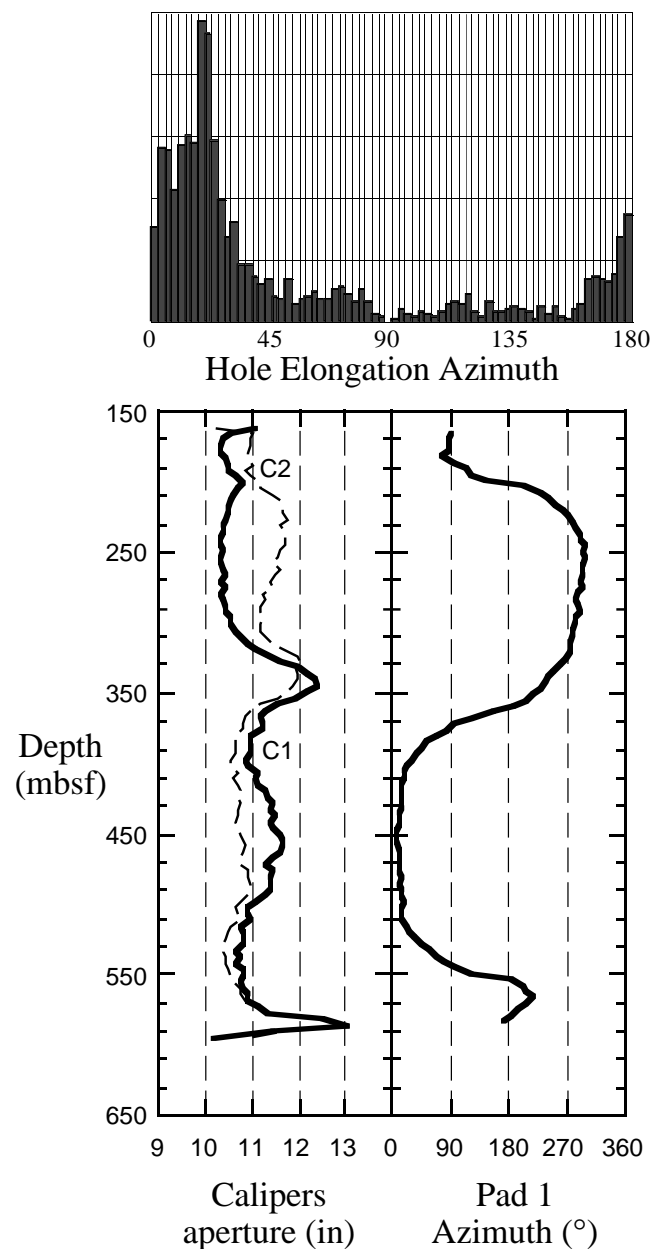 0 45 90 135 180
Hole Elongation Azimuth
150
C2
250
350
Depth
(mbsf)
C1
450
550
650
9 10 11 12 13 0 90 180 270 360
Calipers
aperture (in)
Pad 1
Azimuth (°)